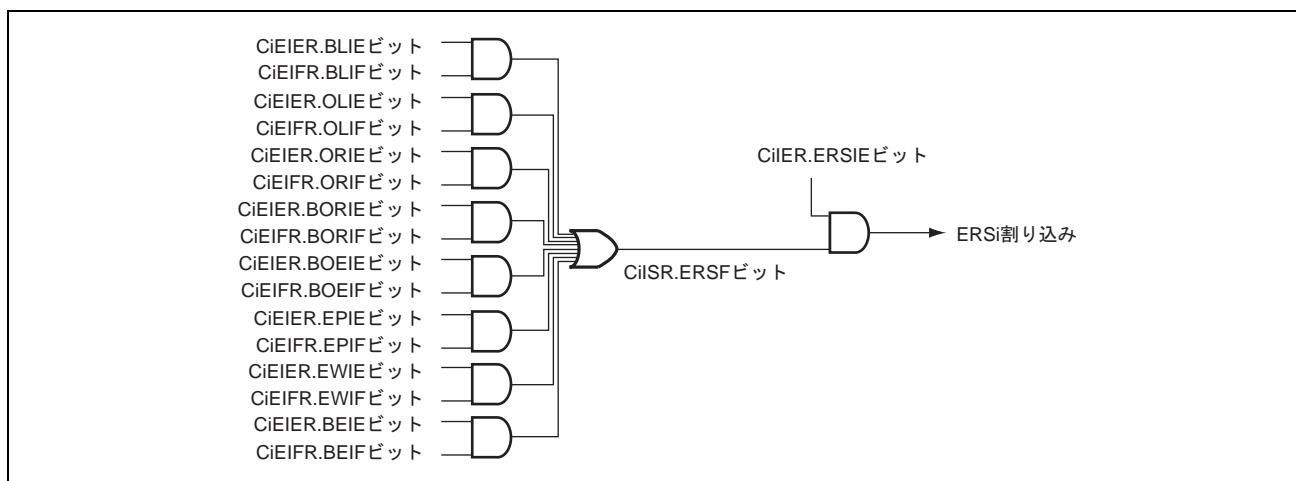 CiEIER.BLIEビット
CiEIFR.BLIFビット
CiEIER.OLIEビット
CiEIFR.OLIFビット
CiEIER.ORIEビット
CiEIFR.ORIFビット
CiEIER.BORIEビット
CiEIFR.BORIFビット
CiEIER.BOEIEビット
CiEIFR.BOEIFビット
CiEIER.EPIEビット
CiEIFR.EPIFビット
CiEIER.EWIEビット
CiEIFR.EWIFビット
CiEIER.BEIEビット
CiEIFR.BEIFビット
CiISR.ERSFビット
CiIER.ERSIEビット
ERSi割り込み